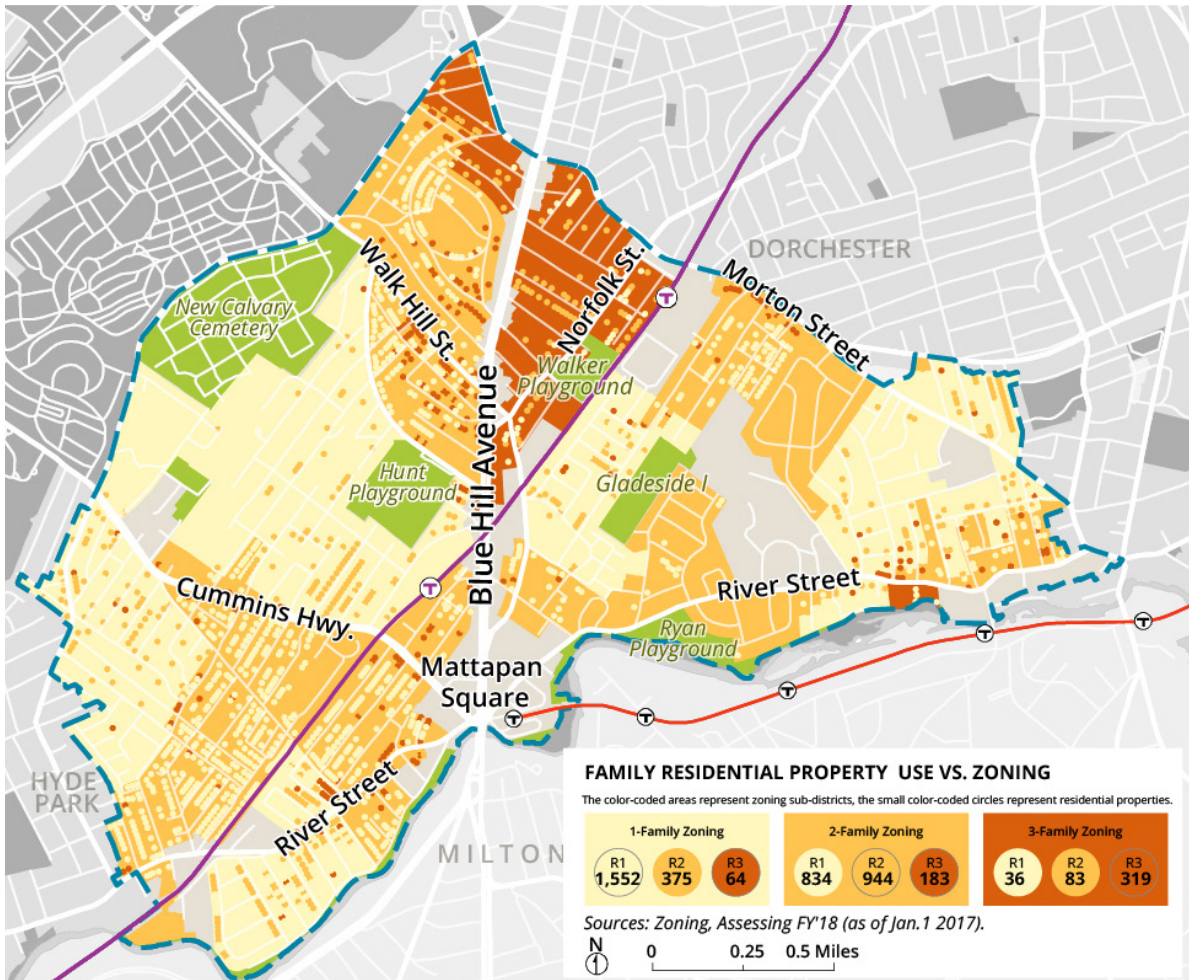 DORCHESTER
Morton Street
New Calvary
Cemetery
Walk Hill St.
Norfolk St.
Walker
Playground
Blue Hill Avenue
Hunt
Playground
Gladeside I
Cummins Hwy.
River Street
Ryan
Playground
Mattapan
Square
T
T
T
T
T
T
T
HYDE
PARK
River Street
MILTON
FAMILY RESIDENTIAL PROPERTY USE VS. ZONING
The color-coded areas represent zoning sub-districts, the small color-coded circles represent residential properties.
1-Family Zoning
R1 R2 R3
1,552 375 64
2-Family Zoning
R1 R2 R3
834 944 183
3-Family Zoning
R1 R2 R3
36 83 319
Sources: Zoning, Assessing FY'18 (as of Jan.1 2017).
N
0 0.25 0.5 Miles